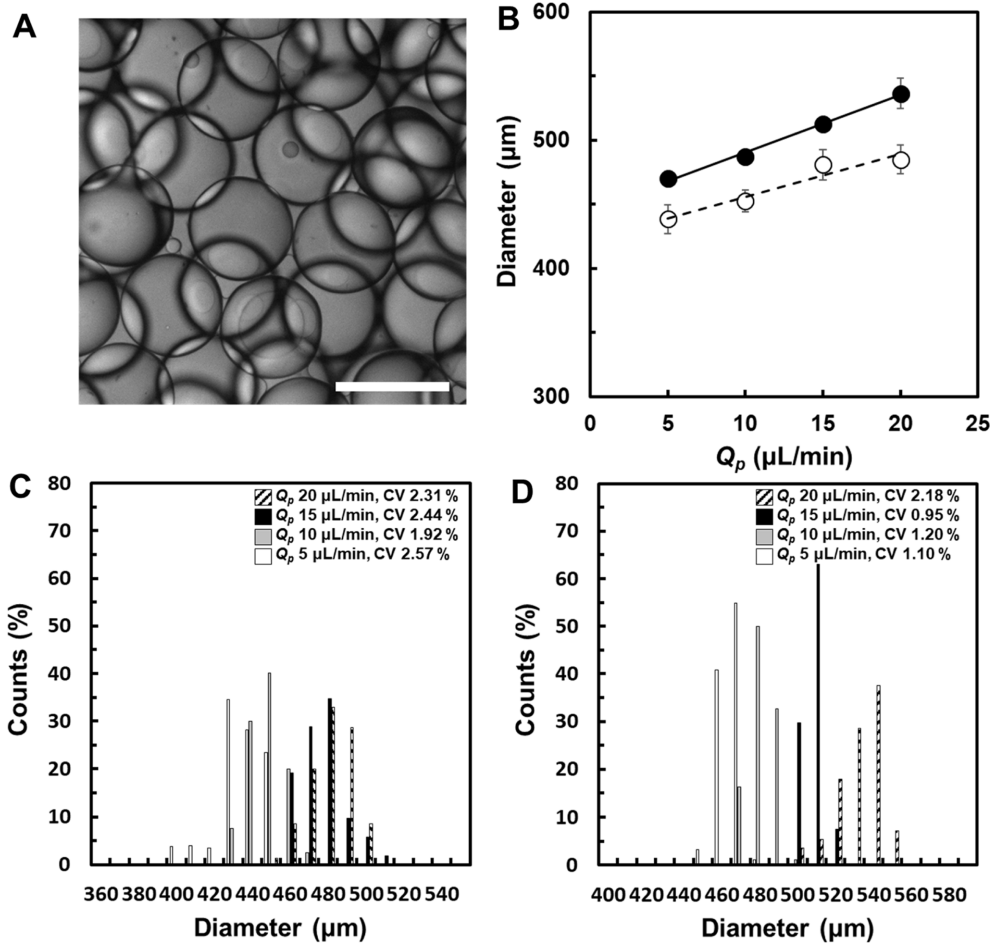 A
B
600
500
400
300
Diameter (µm)
0 5 10 15 20 25
Qp (µL/min)
C
80
70
60
50
40
30
20
10
0
Counts (%)
Qp 20 µL/min, CV 2.31 %
Qp 15 µL/min, CV 2.44 %
Qp 10 µL/min, CV 1.92 %
Qp 5 µL/min, CV 2.57 %
360 380 400 420 440 460 480 500 520 540
Diameter (µm)
D
80
70
60
50
40
30
20
10
0
Counts (%)
Qp 20 µL/min, CV 2.18 %
Qp 15 µL/min, CV 0.95 %
Qp 10 µL/min, CV 1.20 %
Qp 5 µL/min, CV 1.10 %
400 420 440 460 480 500 520 540 560 580
Diameter (µm)